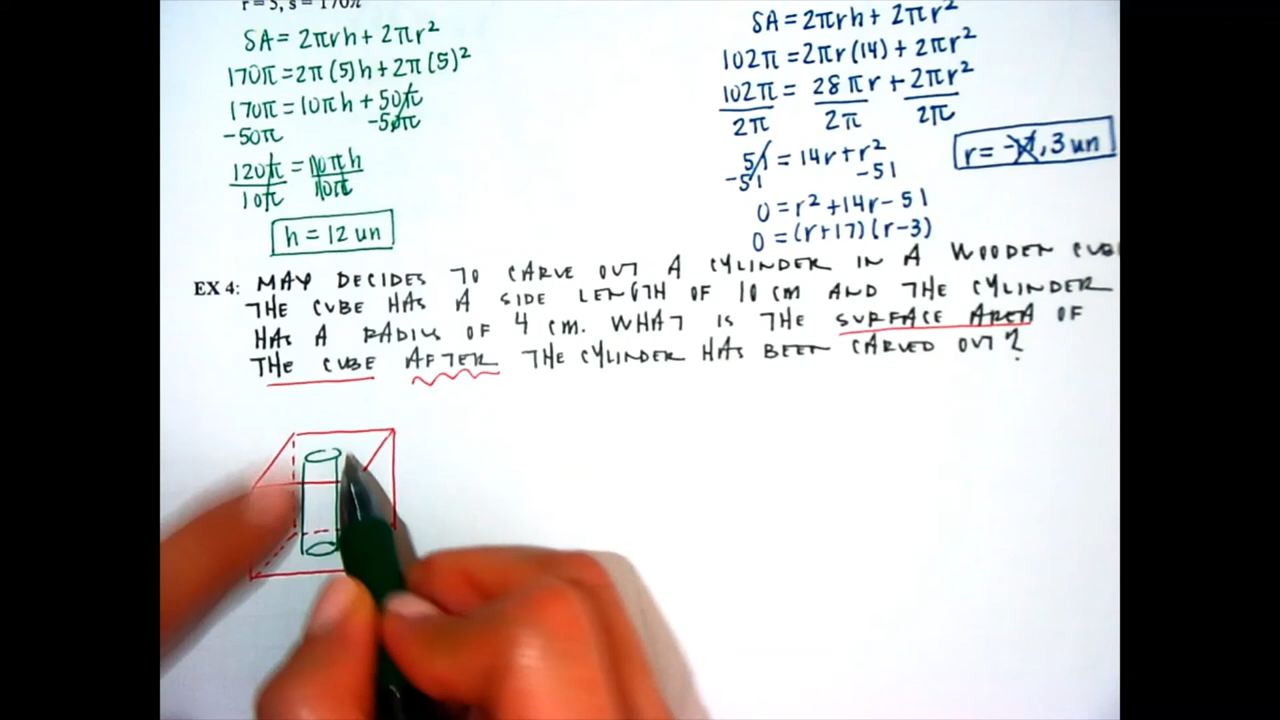 r = 5, s = 170π
SA = 2πrh + 2πr²
170π = 2π(5)h + 2π(5)²
170π = 10πh + 50π
-50π -50π
120π = 10πh
10π 10π
h = 12 un
SA = 2πrh + 2πr²
102π = 2πr(14) + 2πr²
102π = 28πr + 2πr²
2π 2π 2π
51 = 14r + r²
-51 -51
0 = r² + 14r - 51
0 = (r+17)(r-3)
r = -17, 3 un
EX 4: MAY DECIDES TO CARVE OUT A CYLINDER IN A WOODEN CUBE
THE CUBE HAS A SIDE LENGTH OF 10 CM AND THE CYLINDER
HAS A RADIUS OF 4 CM. WHAT IS THE SURFACE AREA OF
THE CUBE AFTER THE CYLINDER HAS BEEN CARVED OUT?